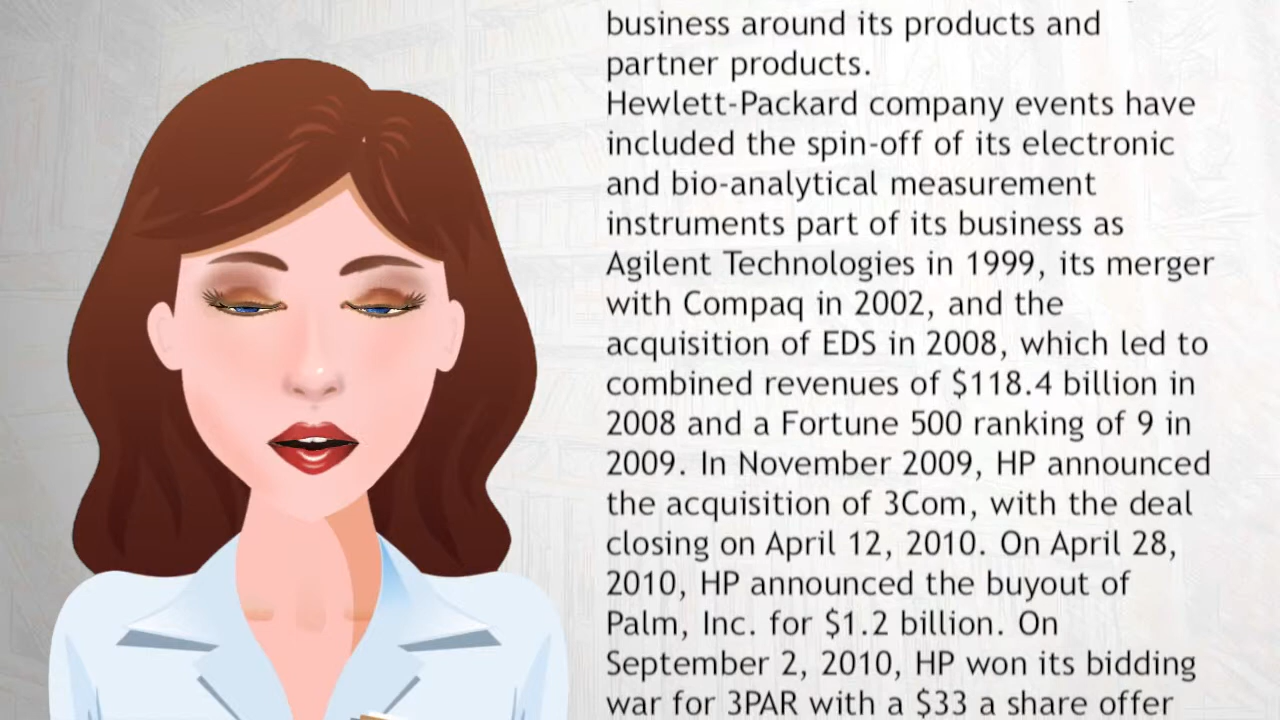 business around its products and
partner products.
Hewlett-Packard company events have
included the spin-off of its electronic
and bio-analytical measurement
instruments part of its business as
Agilent Technologies in 1999, its merger
with Compaq in 2002, and the
acquisition of EDS in 2008, which led to
combined revenues of $118.4 billion in
2008 and a Fortune 500 ranking of 9 in
2009. In November 2009, HP announced
the acquisition of 3Com, with the deal
closing on April 12, 2010. On April 28,
2010, HP announced the buyout of
Palm, Inc. for $1.2 billion. On
September 2, 2010, HP won its bidding
war for 3PAR with a $33 a share offer